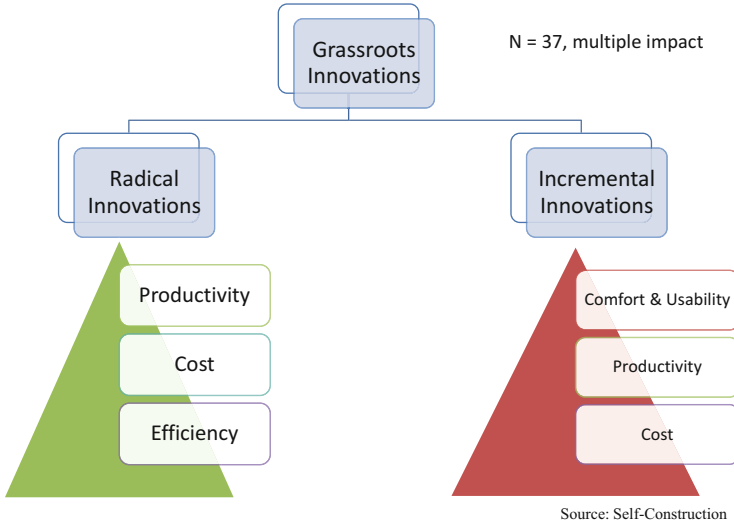 Grassroots
Innovations
N = 37, multiple impact
Radical
Innovations
Incremental
Innovations
Productivity
Cost
Efficiency
Comfort & Usability
Productivity
Cost
Source: Self-Construction